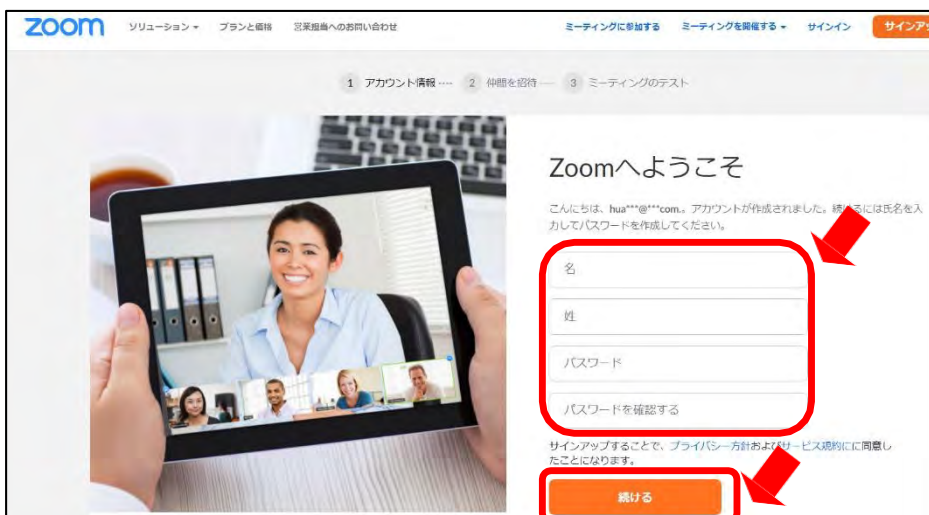 zoom ソリューション プランと価格 営業担当へのお問い合わせ ミーティングに参加する ミーティングを開催する サインイン サインアッ
1 アカウント情報 ---- 2 仲間を招待 ---- 3 ミーティングのテスト
Zoomへようこそ
こんにちは、hua***@***com.。アカウントが作成されました。続けるには氏名を入
力してパスワードを作成してください。
名
姓
パスワード
パスワードを確認する
サインアップすることで、プライバシー方針およびサービス規約にに同意し
たことになります。
続ける